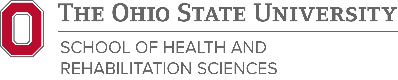 THE OHIO STATE UNIVERSITY
SCHOOL OF HEALTH AND
REHABILITATION SCIENCES